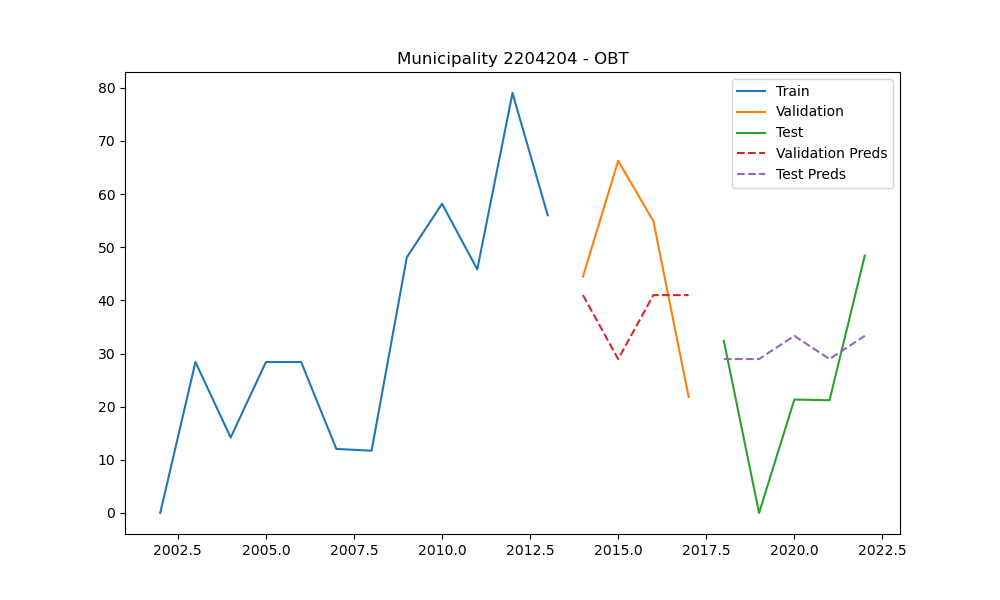 Municipality 2204204 - OBT
80
70
60
50
40
30
20
10
0
Train
Validation
Test
Validation Preds
Test Preds
2002.5 2005.0 2007.5 2010.0 2012.5 2015.0 2017.5 2020.0 2022.5